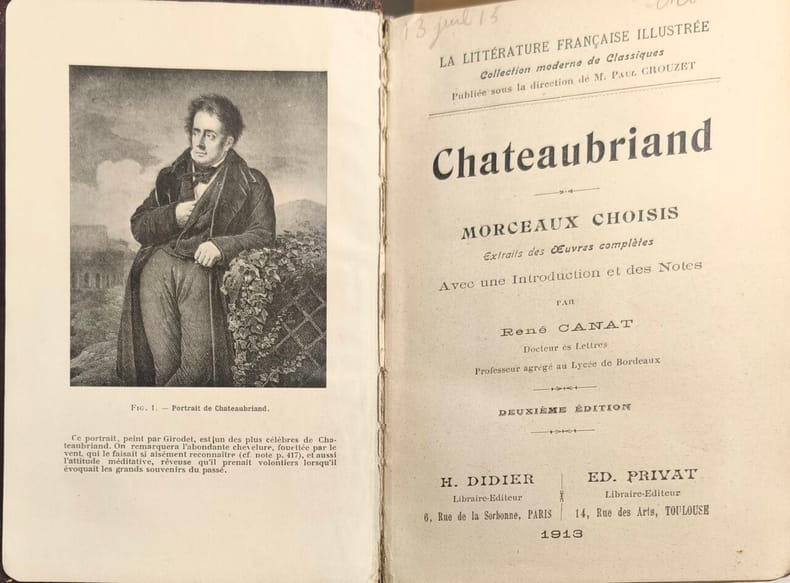 Fig. 1. — Portrait de Chateaubriand.
Ce portrait, peint par Girodet, est un des plus célèbres de Cha-
teaubriand. On remarquera l'abondante chevelure, fouettée par le
vent, qui le faisait si aisément reconnaître (cf. note p. 417), et aussi
l'attitude méditative, rêveuse qu'il prenait volontiers lorsqu'il
évoquait les grands souvenirs du passé.
13 juil 15
LA LITTÉRATURE FRANÇAISE ILLUSTRÉE
Collection moderne de Classiques
Publiée sous la direction de M. Paul CROUZET
Chateaubriand
MORCEAUX CHOISIS
Extraits des Œuvres complètes
Avec une Introduction et des Notes
PAR
René CANAT
Docteur ès Lettres
Professeur agrégé au Lycée de Bordeaux
DEUXIÈME ÉDITION
H. DIDIER
Libraire-Editeur
6, Rue de la Sorbonne, PARIS
ED. PRIVAT
Libraire-Editeur
14, Rue des Arts, TOULOUSE
1913